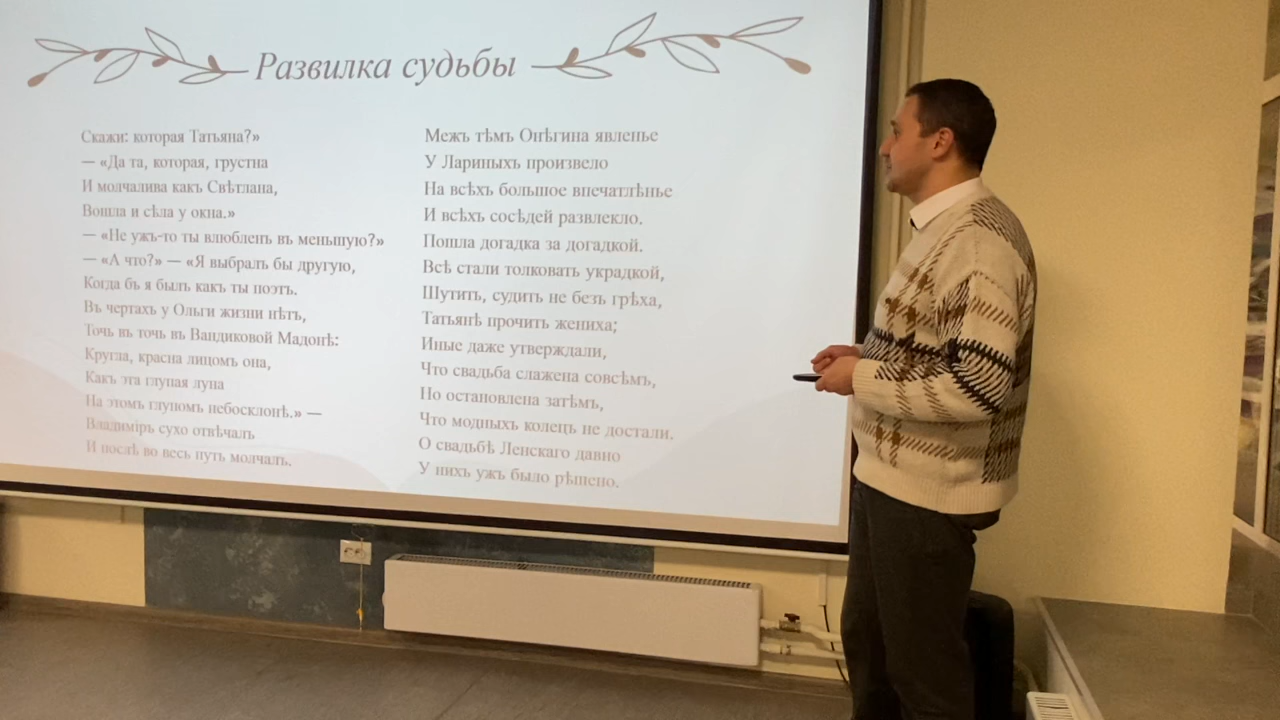 Развилка судьбы
Скажи: которая Татьяна?»
— «Да та, которая, грустна
И молчалива какъ Свѣтлана,
Вошла и сѣла у окна.»
— «Не ужъ-то ты влюбленъ въ меньшую?»
— «А что?» — «Я выбралъ бы другую,
Когда бъ я былъ какъ ты поэтъ.
Въ чертахъ у Ольги жизни нѣтъ,
Точь въ точь въ Вандиковой Мадонѣ:
Кругла, красна лицомъ она,
Какъ эта глупая луна
На этомъ глупомъ небосклонѣ.» —
Владиміръ сухо отвѣчалъ
И послѣ во весь путь молчалъ.
Межъ тѣмъ Онѣгина явленье
У Лариныхъ произвело
На всѣхъ большое впечатлѣнье
И всѣхъ сосѣдей развлекло.
Пошла догадка за догадкой.
Всѣ стали толковать украдкой,
Шутить, судить не безъ грѣха,
Татьянѣ прочить жениха;
Иные даже утверждали,
Что свадьба слажена совсѣмъ,
Но остановлена затѣмъ,
Что модныхъ колецъ не достали.
О свадьбѣ Ленскаго давно
У нихъ ужъ было рѣшено.